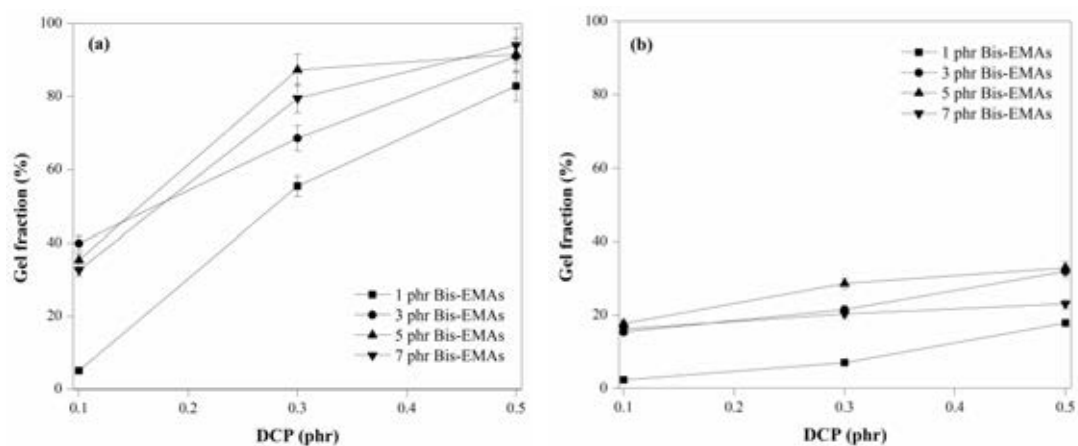 (a)
100
80
60
40
20
0
Gel fraction (%)
1 phr Bis-EMAs
3 phr Bis-EMAs
5 phr Bis-EMAs
7 phr Bis-EMAs
0.1 0.2 0.3 0.4 0.5
DCP (phr)
(b)
100
80
60
40
20
0
Gel fraction (%)
1 phr Bis-EMAs
3 phr Bis-EMAs
5 phr Bis-EMAs
7 phr Bis-EMAs
0.1 0.2 0.3 0.4 0.5
DCP (phr)